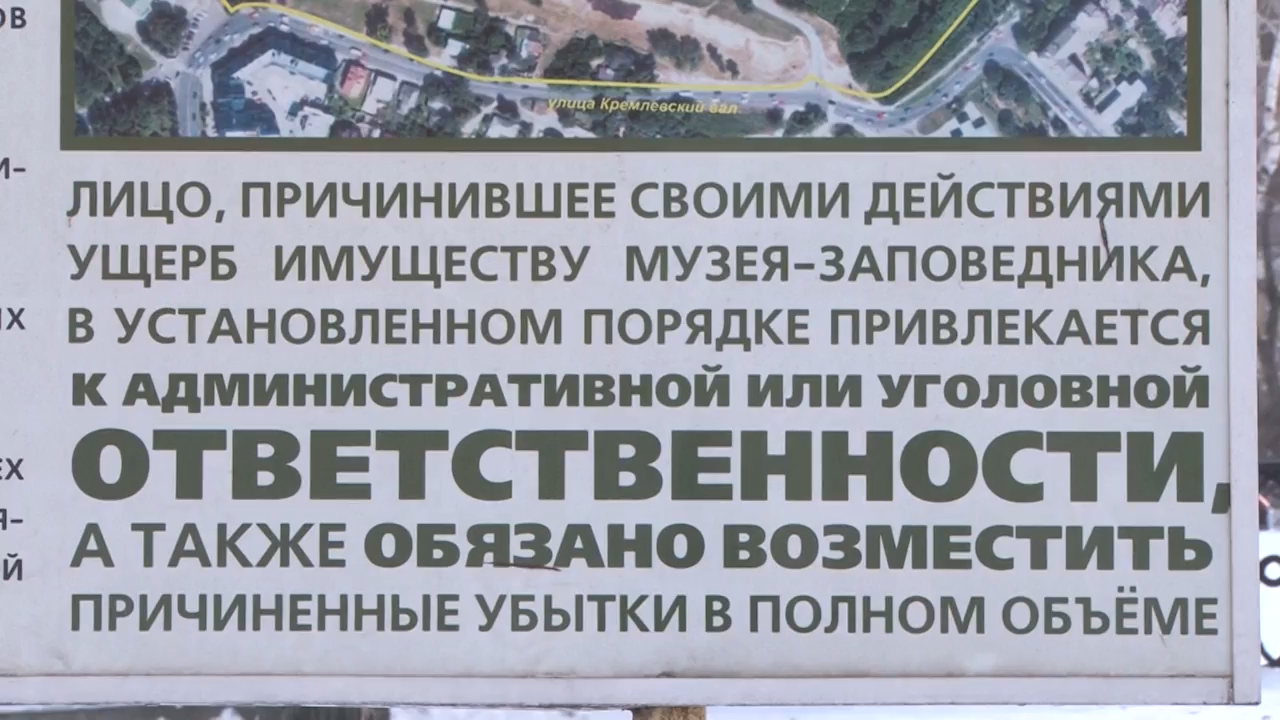 улица Кремлевский вал
ЛИЦО, ПРИЧИНИВШЕЕ СВОИМИ ДЕЙСТВИЯМИ
УЩЕРБ ИМУЩЕСТВУ МУЗЕЯ-ЗАПОВЕДНИКА,
В УСТАНОВЛЕННОМ ПОРЯДКЕ ПРИВЛЕКАЕТСЯ
К АДМИНИСТРАТИВНОЙ ИЛИ УГОЛОВНОЙ
ОТВЕТСТВЕННОСТИ,
А ТАКЖЕ ОБЯЗАНО ВОЗМЕСТИТЬ
ПРИЧИНЕННЫЕ УБЫТКИ В ПОЛНОМ ОБЪЁМЕ